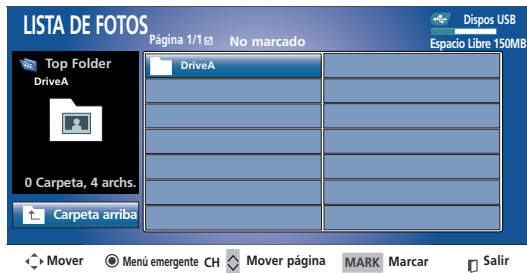 LISTA DE FOTOS
Página 1/1 No marcado
Dispos USB
Espacio Libre 150MB
Top Folder
DriveA
DriveA
0 Carpeta, 4 archs.
Carpeta arriba
Mover Menú emergente CH Mover página MARK Marcar Salir